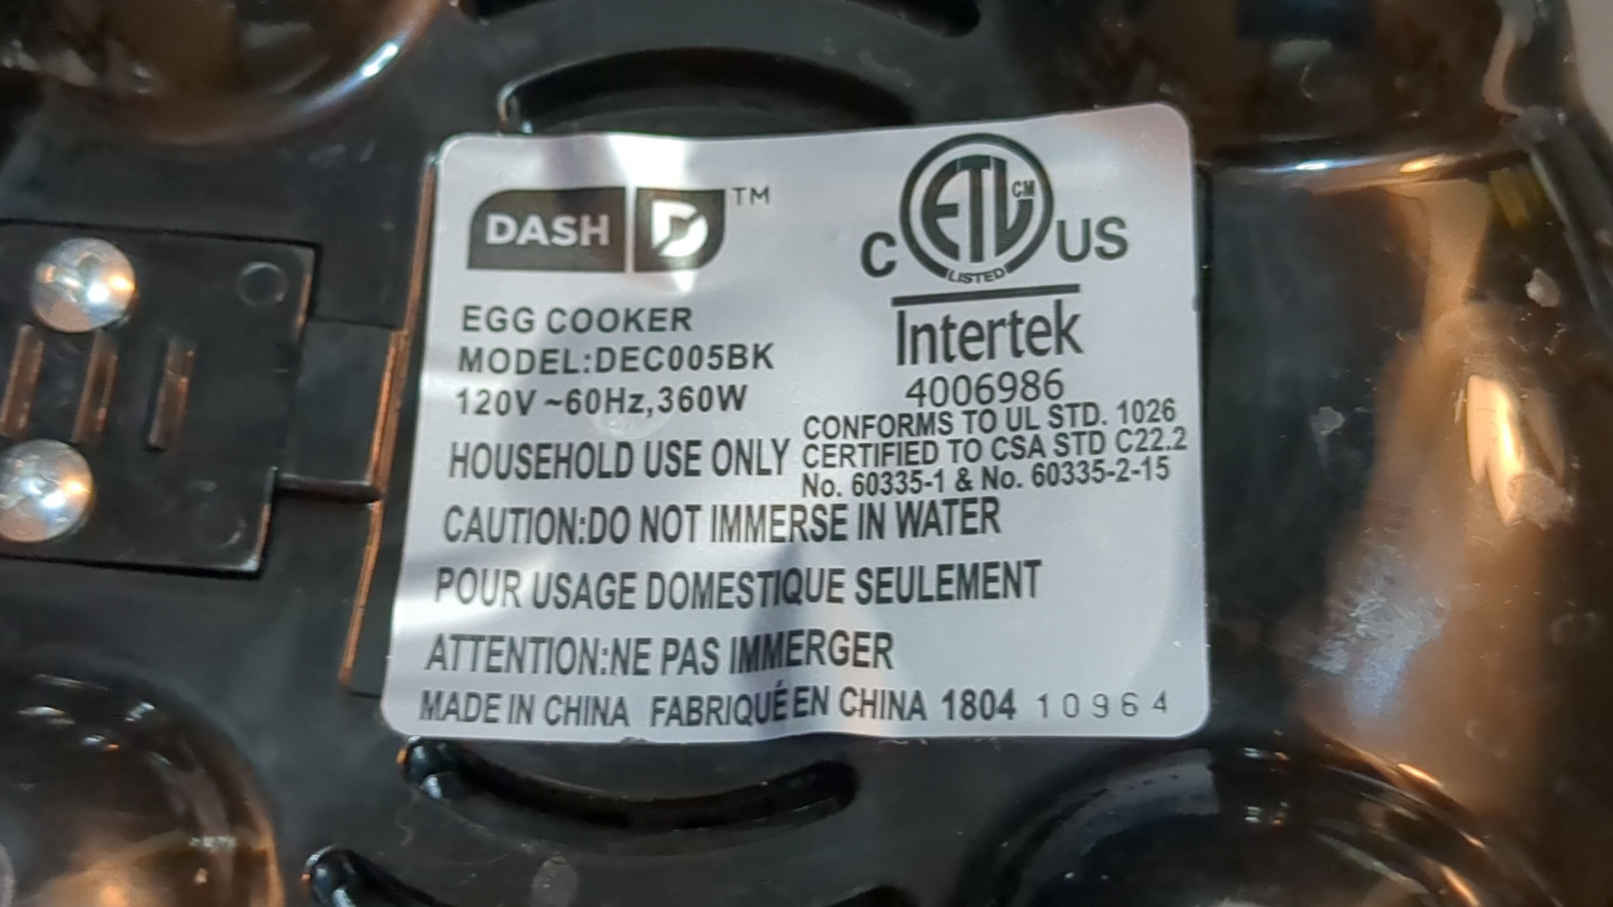 DASH D™
EGG COOKER
MODEL:DEC005BK
120V ~60Hz,360W
HOUSEHOLD USE ONLY
C ETL CM US
LISTED
Intertek
4006986
CONFORMS TO UL STD. 1026
CERTIFIED TO CSA STD C22.2
No. 60335-1 & No. 60335-2-15
CAUTION:DO NOT IMMERSE IN WATER
POUR USAGE DOMESTIQUE SEULEMENT
ATTENTION:NE PAS IMMERGER
MADE IN CHINA FABRIQUÉ EN CHINA 1804 10964